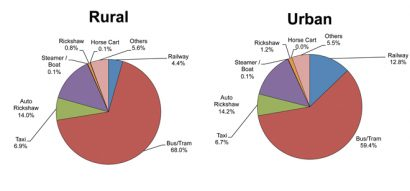 Rural
Rickshaw
0.8%
Horse Cart
0.1%
Others
5.6%
Steamer /
Boat
0.1%
Railway
4.4%
Auto
Rickshaw
14.0%
Taxi
6.9%
Bus/Tram
68.0%
Urban
Rickshaw
1.2%
Horse Cart
0.0%
Others
5.5%
Steamer /
Boat
0.1%
Railway
12.8%
Auto
Rickshaw
14.2%
Taxi
6.7%
Bus/Tram
59.4%